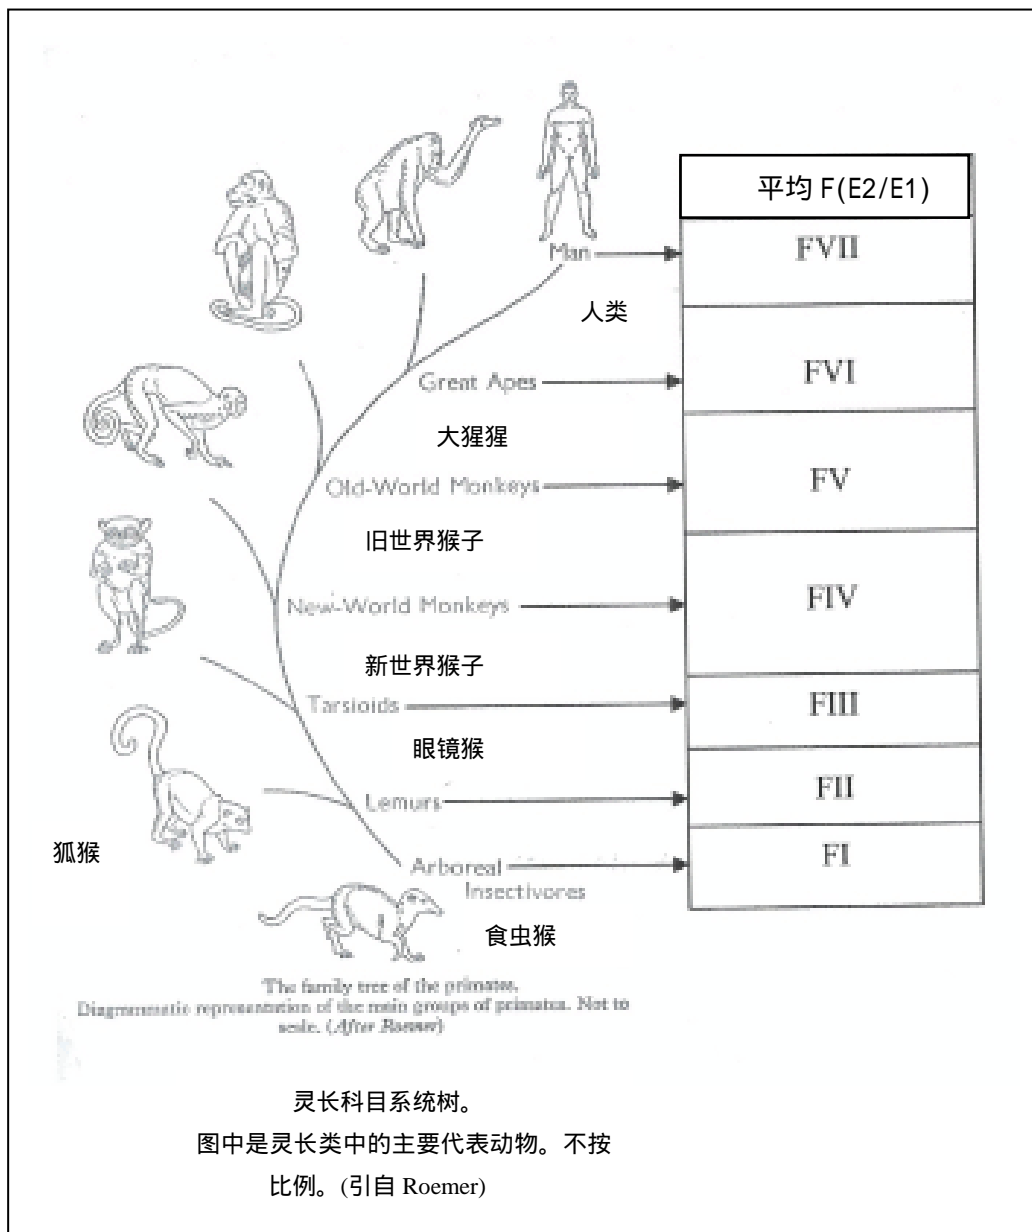 平均 F(E2/E1)
Man
FVII
人类
Great Apes
FVI
大猩猩
Old-World Monkeys
FV
旧世界猴子
New-World Monkeys
FIV
新世界猴子
Tarsioids
FIII
眼镜猴
Lemurs
FII
狐猴
Arboreal
Insectivores
FI
食虫猴
The family tree of the primates.
Diagrammatic representation of the main groups of primates. Not to
scale. (After Roemer)
灵长科目系统树。
图中是灵长类中的主要代表动物。不按
比例。(引自 Roemer)